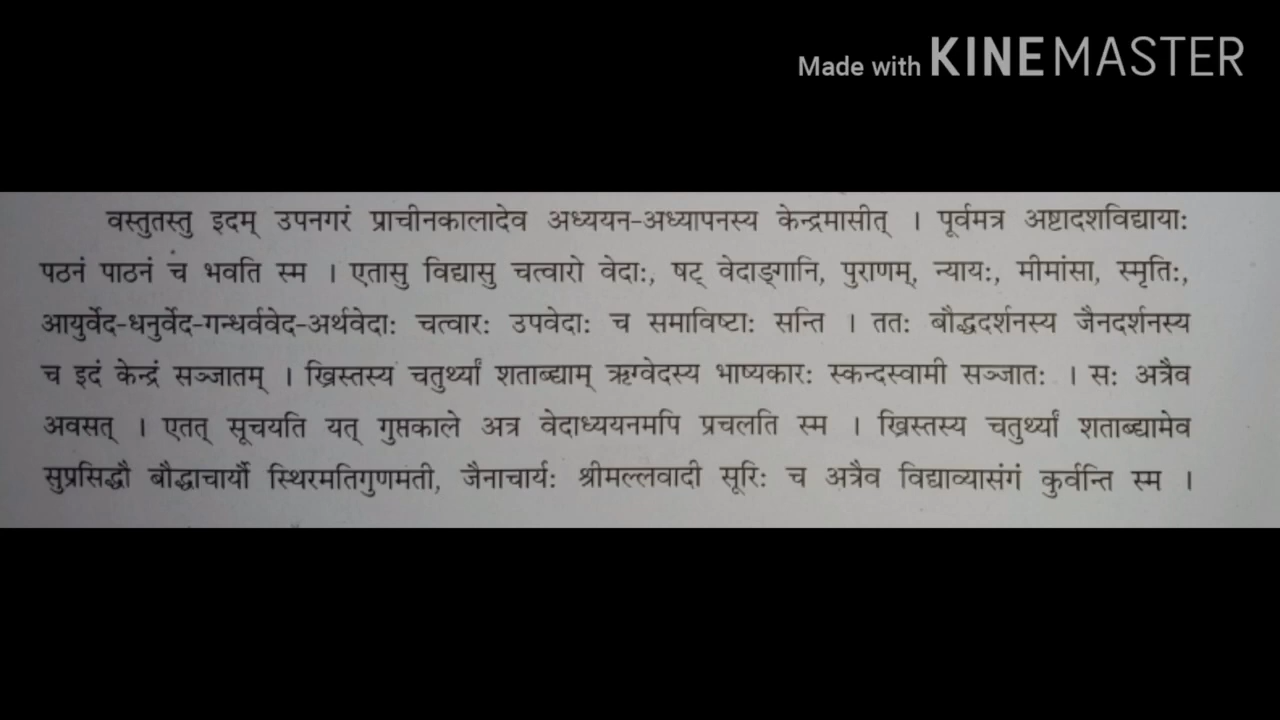 Made with KINEMASTER
वस्तुतस्तु इदम् उपनगरं प्राचीनकालादेव अध्ययन-अध्यापनस्य केन्द्रमासीत् । पूर्वमत्र अष्टादशविद्यायाः
पठनं पाठनं च भवति स्म । एतासु विद्यासु चत्वारो वेदाः, षट् वेदाङ्गानि, पुराणम्, न्यायः, मीमांसा, स्मृतिः,
आयुर्वेद-धनुर्वेद-गन्धर्ववेद-अर्थवेदाः चत्वारः उपवेदाः च समाविष्टाः सन्ति । ततः बौद्धदर्शनस्य जैनदर्शनस्य
च इदं केन्द्रं सञ्जातम् । ख्रिस्तस्य चतुर्थ्यां शताब्द्याम् ऋग्वेदस्य भाष्यकारः स्कन्दस्वामी सञ्जातः । सः अत्रैव
अवसत् । एतत् सूचयति यत् गुप्तकाले अत्र वेदाध्ययनमपि प्रचलति स्म । ख्रिस्तस्य चतुर्थ्यां शताब्द्यामेव
सुप्रसिद्धौ बौद्धाचार्यौ स्थिरमतिगुणमती, जैनाचार्यः श्रीमल्लवादी सूरिः च अत्रैव विद्याव्यासंगं कुर्वन्ति स्म ।